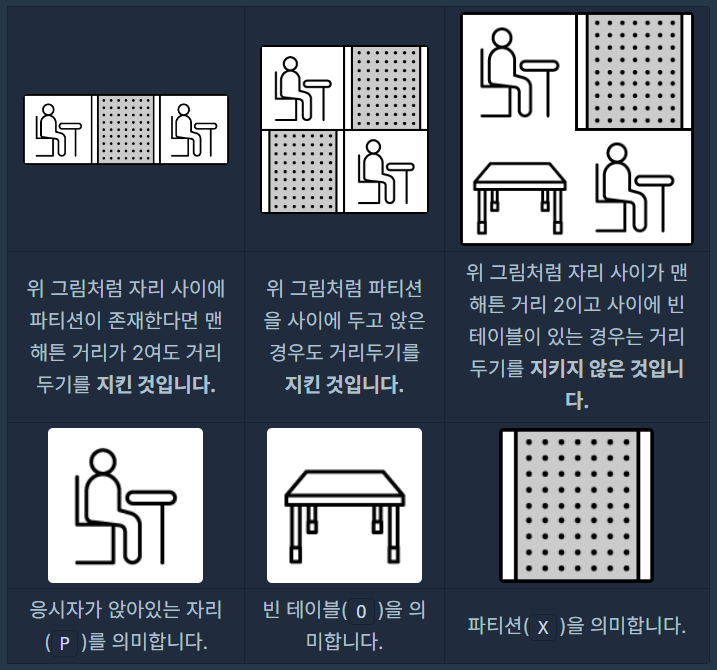 위 그림처럼 자리 사이에
파티션이 존재한다면 맨
해튼 거리가 2여도 거리
두기를 지킨 것입니다.
위 그림처럼 파티션
을 사이에 두고 앉은
경우도 거리두기를
지킨 것입니다.
위 그림처럼 자리 사이가 맨
해튼 거리 2이고 사이에 빈
테이블이 있는 경우는 거리
두기를 지키지 않은 것입니
다.
응시자가 앉아있는 자리
( P )를 의미합니다.
빈 테이블( O )을 의
미합니다.
파티션( X )을 의미합니다.